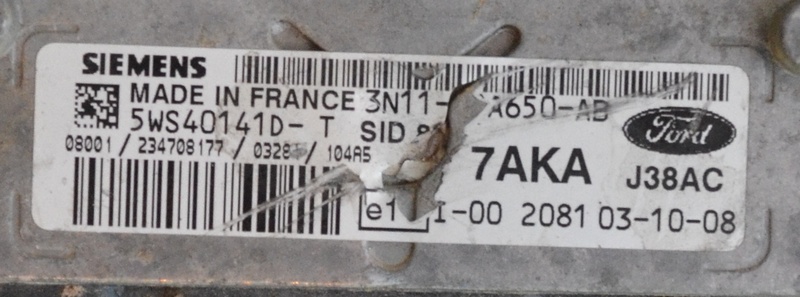 SIEMENS
MADE IN FRANCE 3N11- A650-AB
5WS40141D- T SID 8
Ford
08001 / 234708177 / 0328 / 104A5
7AKA J38AC
e1 I-00 2081 03-10-08